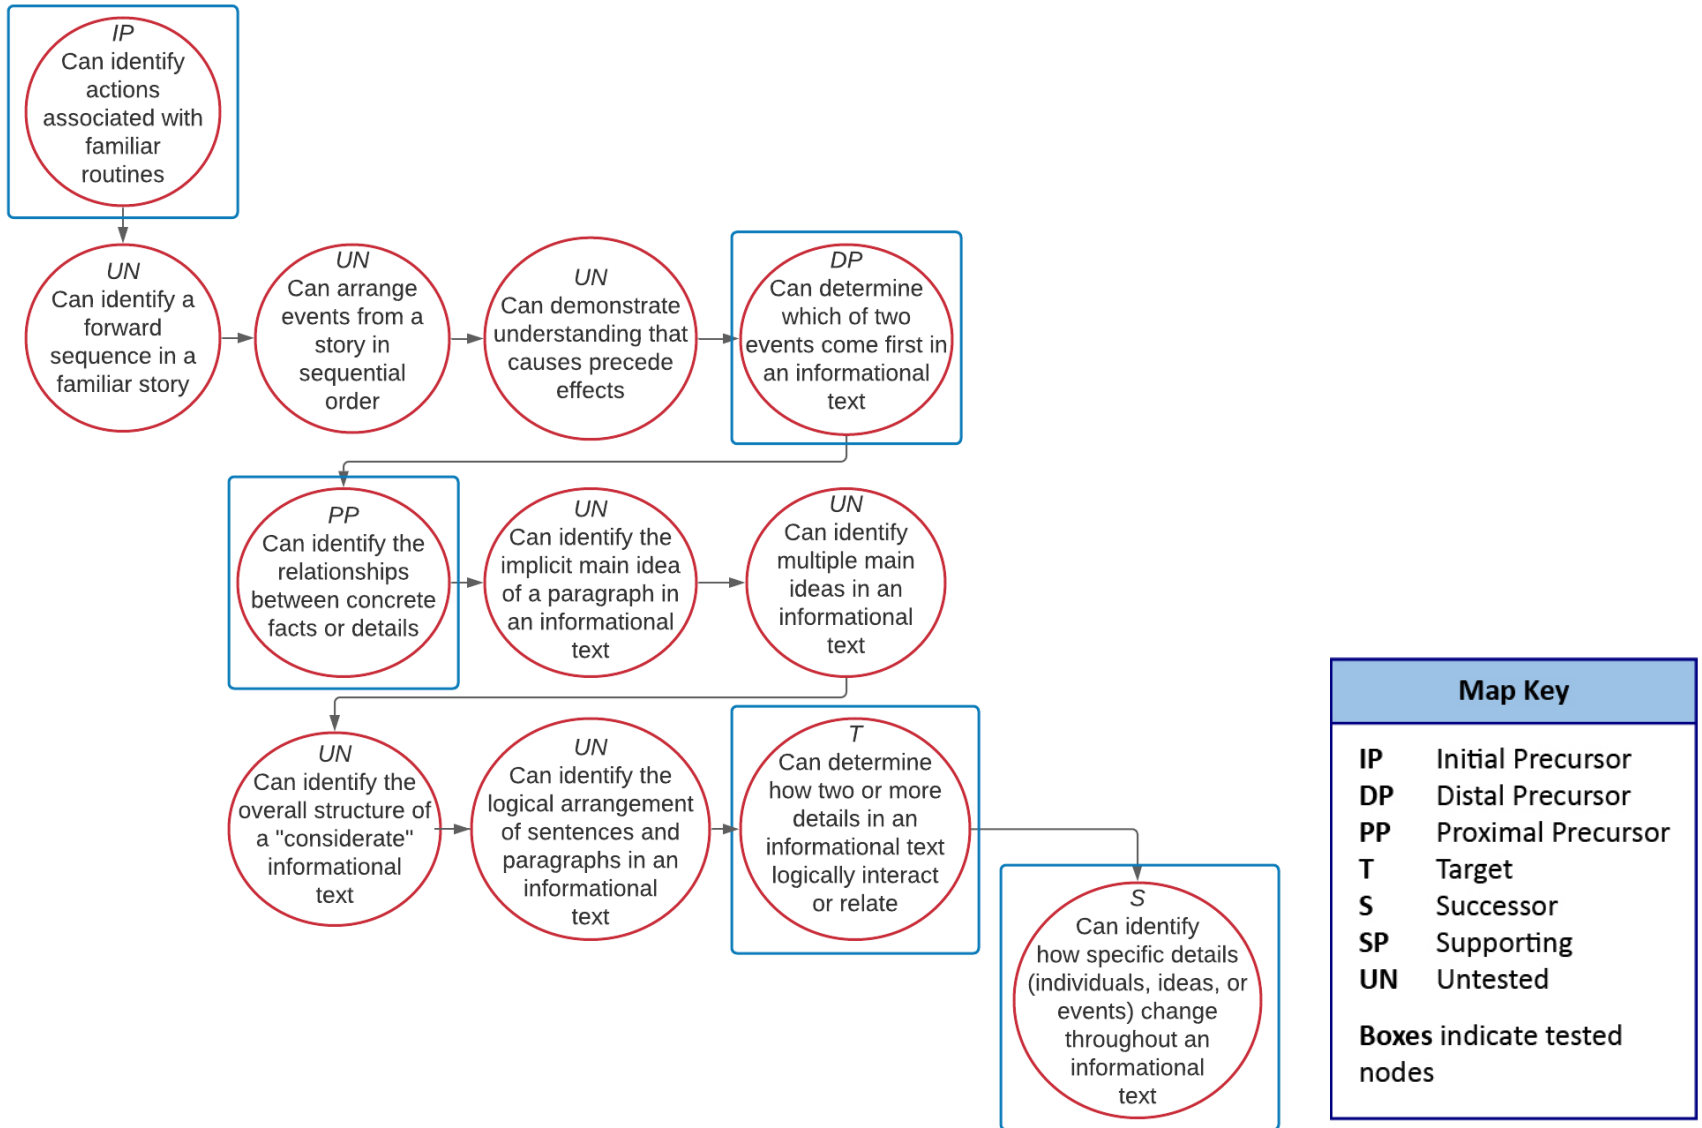 IP
Can identify
actions
associated with
familiar
routines
UN
Can identify a
forward
sequence in a
familiar story
UN
Can arrange
events from a
story in
sequential
order
UN
Can demonstrate
understanding that
causes precede
effects
DP
Can determine
which of two
events come first in
an informational
text
PP
Can identify the
relationships
between concrete
facts or details
UN
Can identify the
implicit main idea
of a paragraph in
an informational
text
UN
Can identify
multiple main
ideas in an
informational
text
UN
Can identify the
overall structure of
a "considerate"
informational
text
UN
Can identify the
logical arrangement
of sentences and
paragraphs in an
informational
text
T
Can determine
how two or more
details in an
informational text
logically interact
or relate
S
Can identify
how specific details
(individuals, ideas, or
events) change
throughout an
informational
text
Map Key
IP Initial Precursor
DP Distal Precursor
PP Proximal Precursor
T Target
S Successor
SP Supporting
UN Untested
Boxes indicate tested
nodes